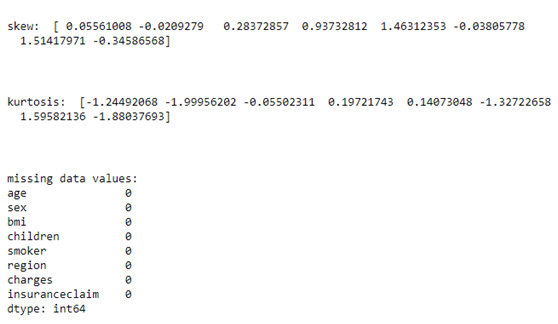 skew:  [ 0.05561008 -0.0209279   0.28372857  0.93732812  1.46312353 -0.03805778
  1.51417971 -0.34586568]
kurtosis:  [-1.24492068 -1.99956202 -0.05502311  0.19721743  0.14073048 -1.32722658
  1.59582136 -1.88037693]
missing data values:
age               0
sex               0
bmi               0
children          0
smoker            0
region            0
charges           0
insuranceclaim    0
dtype: int64